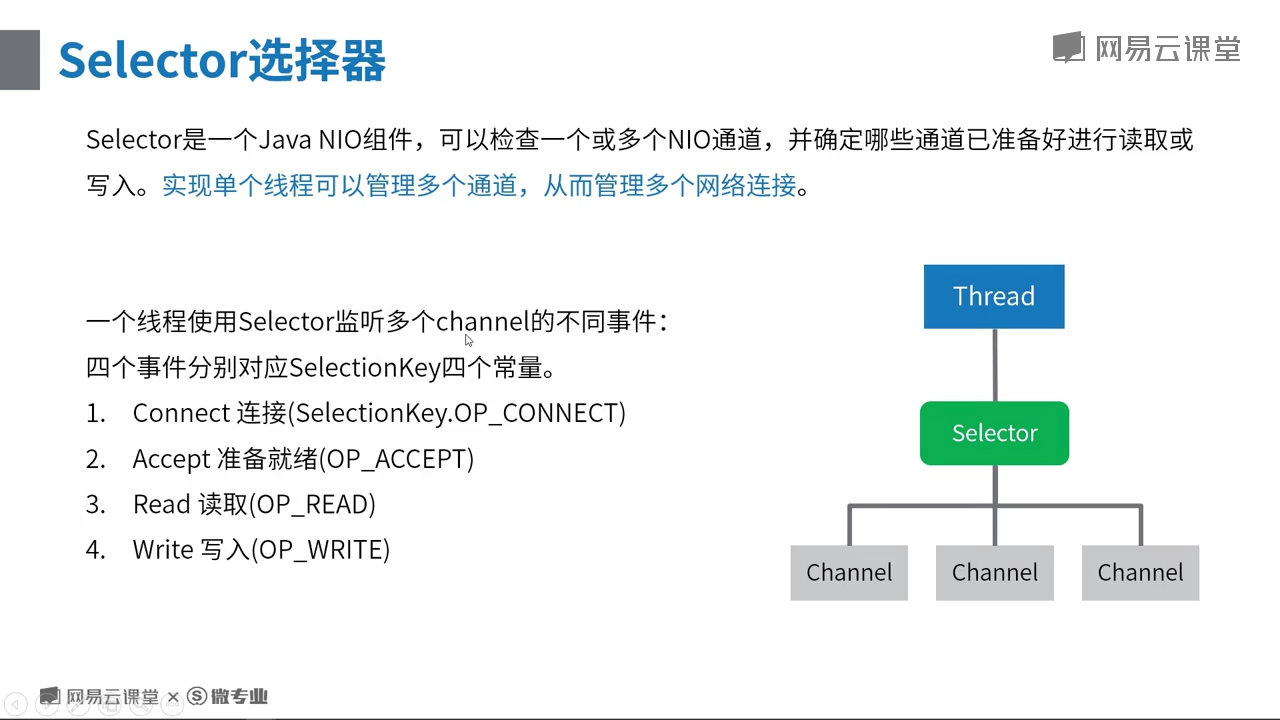 Selector选择器
网易云课堂
Selector是一个Java NIO组件，可以检查一个或多个NIO通道，并确定哪些通道已准备好进行读取或
写入。实现单个线程可以管理多个通道，从而管理多个网络连接。
一个线程使用Selector监听多个channel的不同事件：
四个事件分别对应SelectionKey四个常量。
1. Connect 连接(SelectionKey.OP_CONNECT)
2. Accept 准备就绪(OP_ACCEPT)
3. Read 读取(OP_READ)
4. Write 写入(OP_WRITE)
Thread
Selector
Channel Channel Channel
网易云课堂 × S 微专业